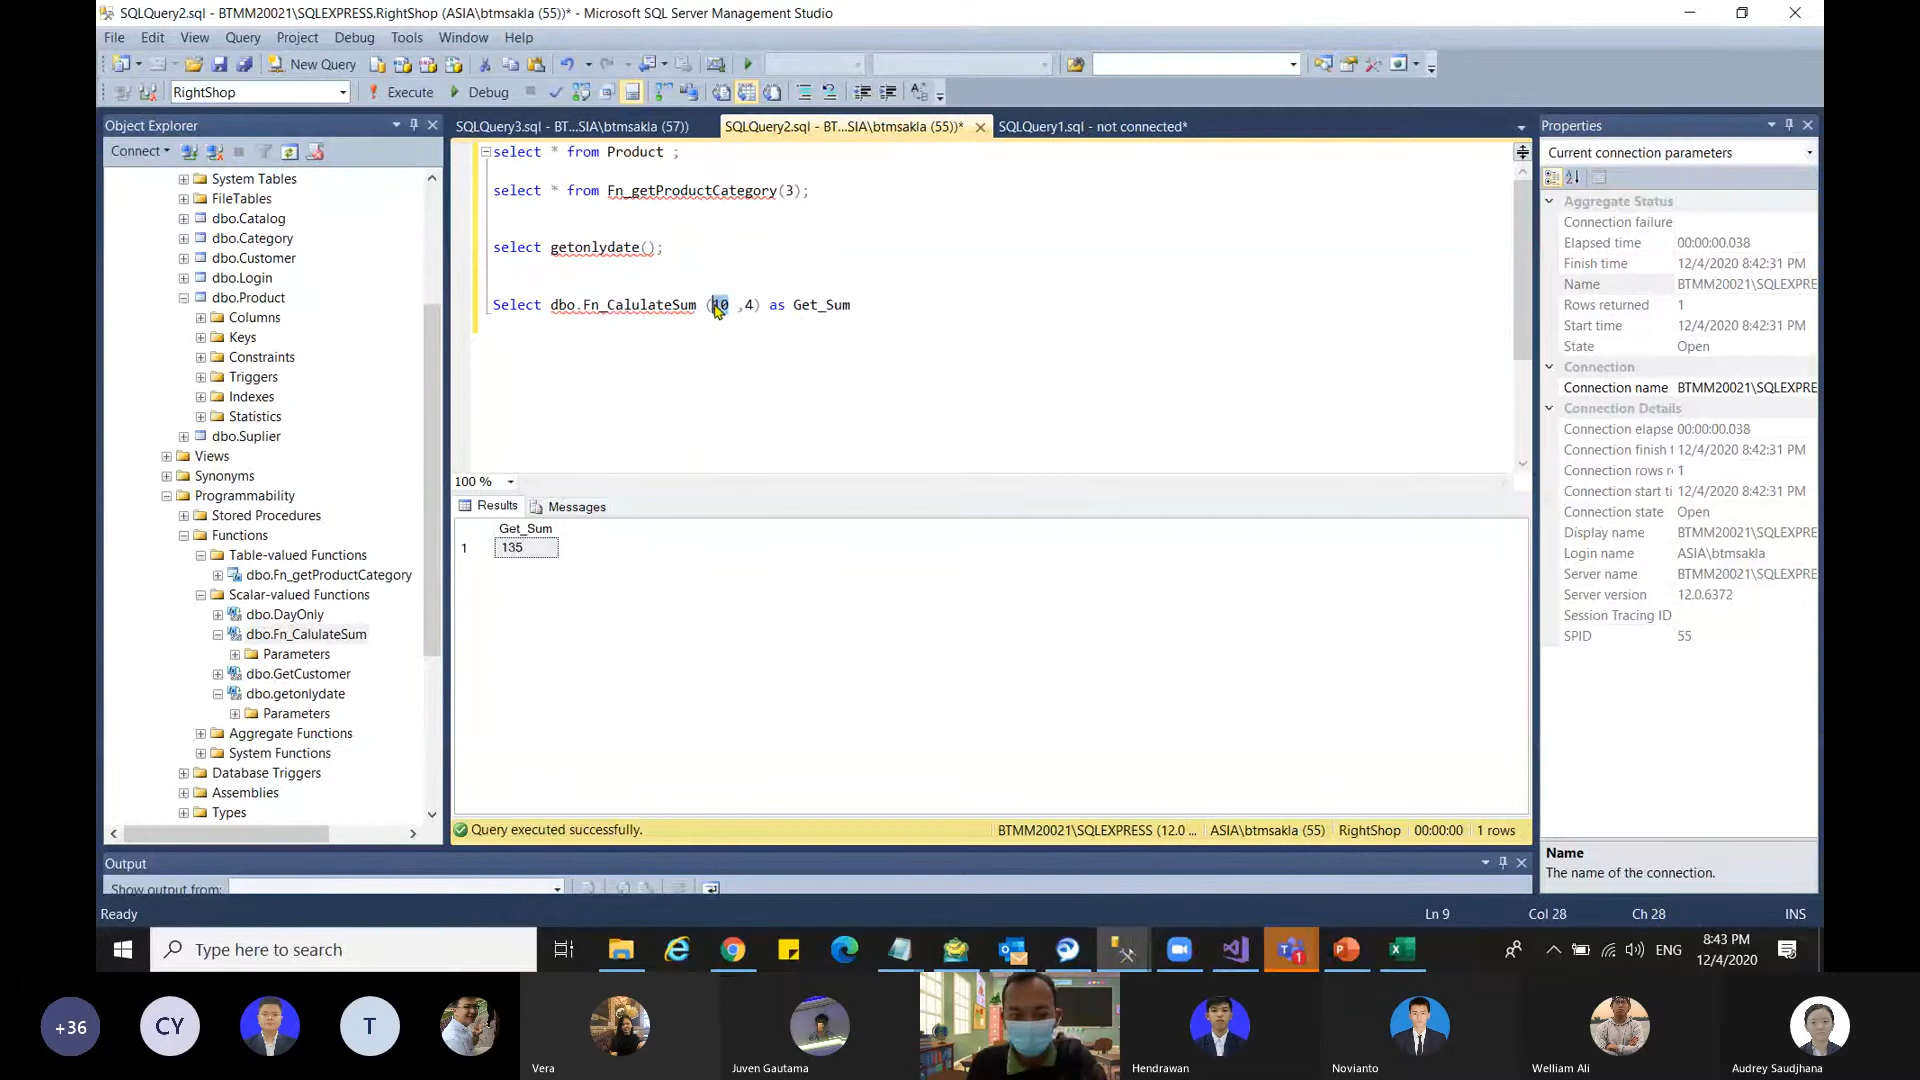 SQLQuery2.sql - BTMM20021\SQLEXPRESS.RightShop (ASIA\btmsakla (55))* - Microsoft SQL Server Management Studio
File Edit View Query Project Debug Tools Window Help
New Query
RightShop Execute Debug
Object Explorer
Connect
System Tables
FileTables
dbo.Catalog
dbo.Category
dbo.Customer
dbo.Login
dbo.Product
Columns
Keys
Constraints
Triggers
Indexes
Statistics
dbo.Suplier
Views
Synonyms
Programmability
Stored Procedures
Functions
Table-valued Functions
dbo.Fn_getProductCategory
Scalar-valued Functions
dbo.DayOnly
dbo.Fn_CalulateSum
Parameters
dbo.GetCustomer
dbo.getonlydate
Parameters
Aggregate Functions
System Functions
Database Triggers
Assemblies
Types
SQLQuery3.sql - BT...SIA\btmsakla (57)) SQLQuery2.sql - BT...SIA\btmsakla (55))* SQLQuery1.sql - not connected*
select * from Product ;
select * from Fn_getProductCategory(3);
select getonlydate();
Select dbo.Fn_CalulateSum (10 ,4) as Get_Sum
100 %
Results Messages
Get_Sum
1 135
Query executed successfully. BTMM20021\SQLEXPRESS (12.0 ... ASIA\btmsakla (55) RightShop 00:00:00 1 rows
Properties
Current connection parameters
Aggregate Status
Connection failure
Elapsed time 00:00:00.038
Finish time 12/4/2020 8:42:31 PM
Name BTMM20021\SQLEXPRE
Rows returned 1
Start time 12/4/2020 8:42:31 PM
State Open
Connection
Connection name BTMM20021\SQLEXPRE
Connection Details
Connection elapse 00:00:00.038
Connection finish t 12/4/2020 8:42:31 PM
Connection rows re 1
Connection start ti 12/4/2020 8:42:31 PM
Connection state Open
Display name BTMM20021\SQLEXPRE
Login name ASIA\btmsakla
Server name BTMM20021\SQLEXPRE
Server version 12.0.6372
Session Tracing ID
SPID 55
Name
The name of the connection.
Output
Show output from:
Ready Ln 9 Col 28 Ch 28 INS
Type here to search
ENG
8:43 PM
12/4/2020
1
+36
CY
T
Vera
Juven Gautama
Hendrawan
Novianto
Welliam Ali
Audrey Saudjhana